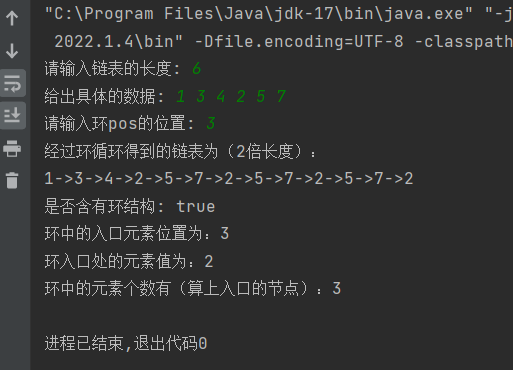 "C:\Program Files\Java\jdk-17\bin\java.exe" "-j
2022.1.4\bin" -Dfile.encoding=UTF-8 -classpath
请输入链表的长度: 6
给出具体的数据: 1 3 4 2 5 7
请输入环pos的位置: 3
经过环循环得到的链表为（2倍长度）：
1->3->4->2->5->7->2->5->7->2->5->7->2
是否含有环结构: true
环中的入口元素位置为：3
环入口处的元素值为：2
环中的元素个数有（算上入口的节点）：3
进程已结束,退出代码0